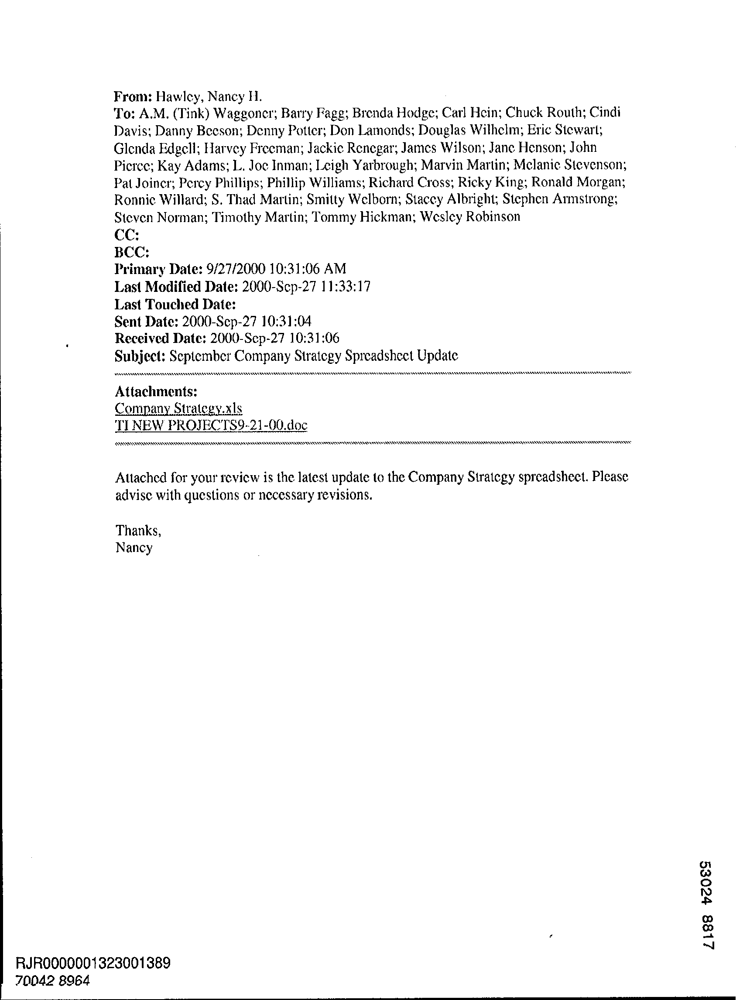 From: Hawley, Nancy H.
To: A.M. (Tink) Waggoner; Barry Fagg; Brenda Hodge; Carl Hein; Chuck Routh; Cindi
Davis; Danny Beeson; Denny Potter; Don Lamonds; Douglas Wilhelm; Eric Stewart;
Glenda Edgell; Harvey Freeman; Jackie Renegar; James Wilson; Jane Henson; John
Pierce; Kay Adams; L. Joe Inman; Leigh Yarbrough; Marvin Martin; Melanie Stevenson;
Pat Joiner; Percy Phillips; Phillip Williams; Richard Cross; Ricky King; Ronald Morgan;
Ronnie Willard; S. Thad Martin; Smitty Welborn; Stacey Albright; Stephen Armstrong;
Steven Norman; Timothy Martin; Tommy Hickman; Wesley Robinson
CC:
BCC:
Primary Date: 9/27/2000 10:31:06 AM
Last Modified Date: 2000-Sep-27 11:33:17
Last Touched Date:
Sent Date: 2000-Sep-27 10:31:04
Received Date: 2000-Sep-27 10:31:06
Subject: September Company Strategy Spreadsheet Update
Attachments:
Company Strategy.xls
TI NEW PROJECTS9-21-00.doc
Attached for your review is the latest update to the Company Strategy spreadsheet. Please
advise with questions or necessary revisions.
Thanks,
Nancy
53024 8817
RJR0000001323001389
70042 8964